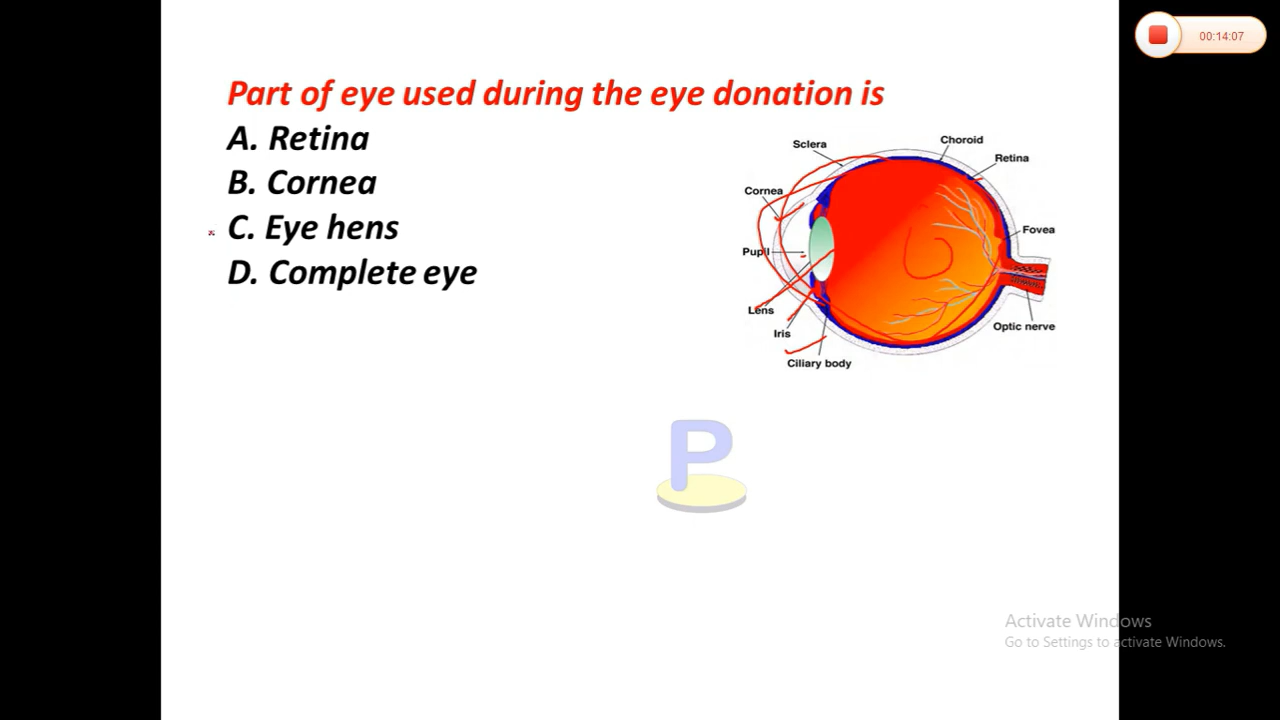 00:14:07
Part of eye used during the eye donation is
A. Retina
B. Cornea
C. Eye hens
D. Complete eye
Sclera
Choroid
Retina
Cornea
Fovea
Pupil
Lens
Iris
Optic nerve
Ciliary body
P
Activate Windows
Go to Settings to activate Windows.